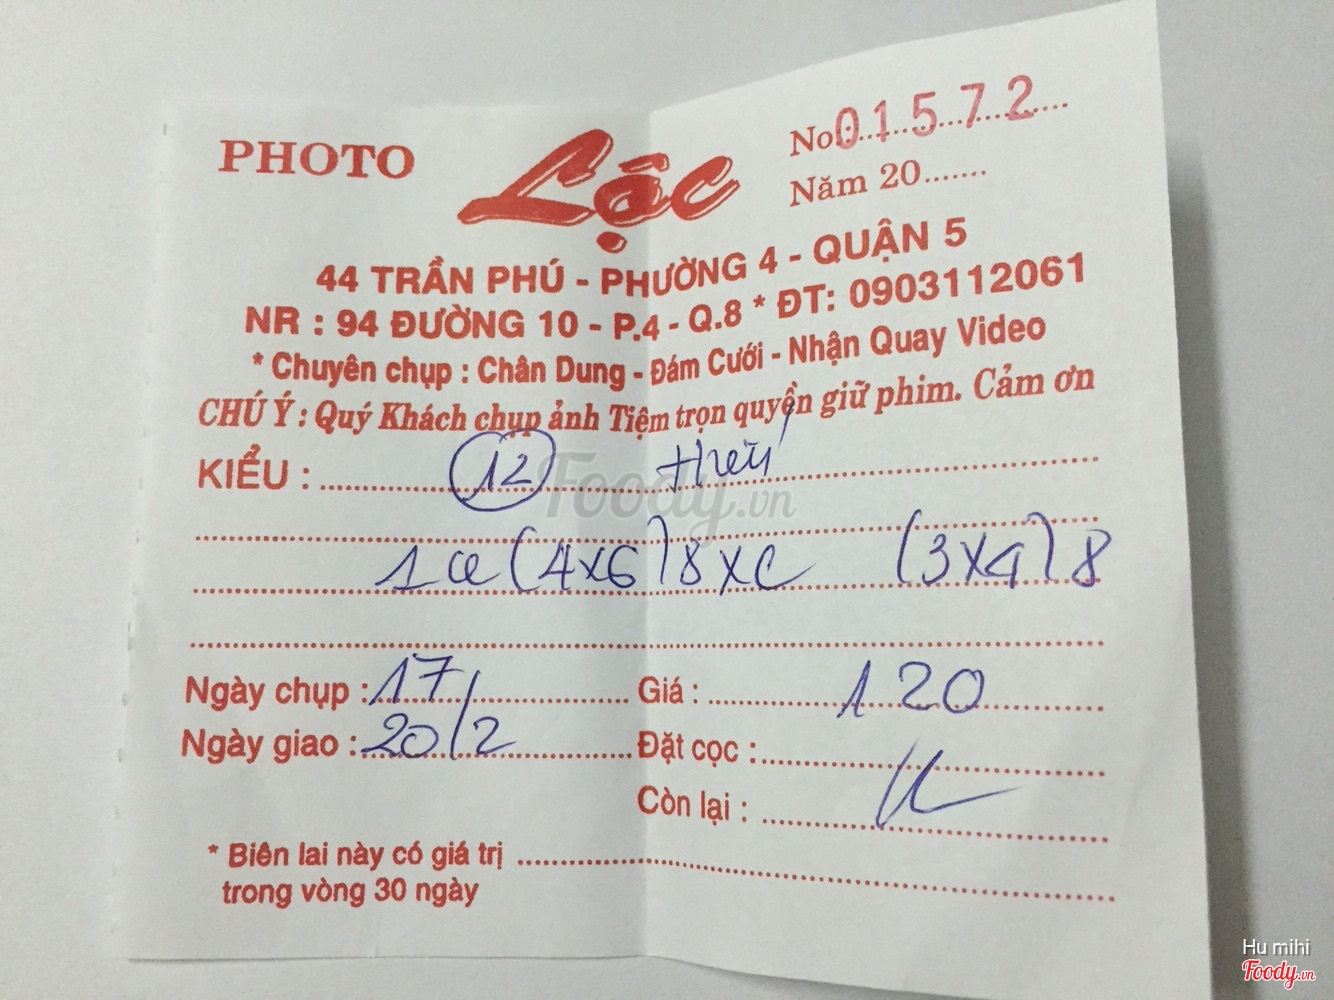 PHOTO Lộc No 01572
Năm 20.......
44 TRẦN PHÚ - PHƯỜNG 4 - QUẬN 5
NR : 94 ĐƯỜNG 10 - P.4 - Q.8 * ĐT: 0903112061
* Chuyên chụp : Chân Dung - Đám Cưới - Nhận Quay Video
CHÚ Ý : Quý Khách chụp ảnh Tiệm trọn quyền giữ phim. Cảm ơn
KIỂU : 12
Foody.vn
(4x6) 8 (3x4) 8
Ngày chụp : 17 Giá : 120
Ngày giao : 20/2 Đặt cọc :
Còn lại :
* Biên lai này có giá trị
trong vòng 30 ngày
Hu mihi
Foody.vn